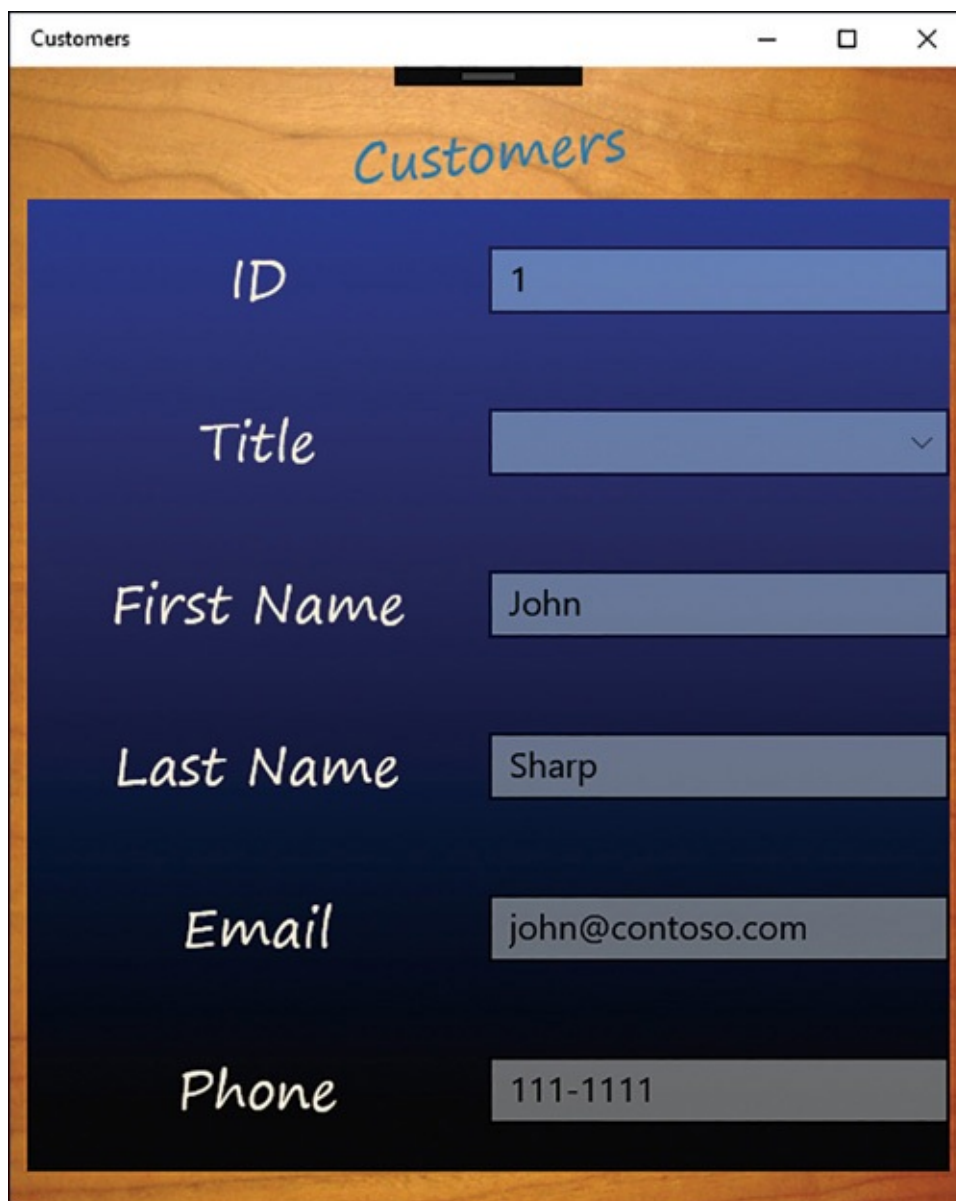 Customers
Customers
ID 1
Title
First Name John
Last Name Sharp
Email john@contoso.com
Phone 111-1111